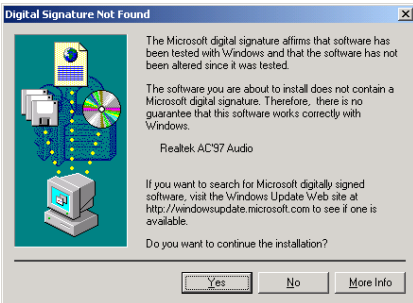 Digital Signature Not Found
The Microsoft digital signature affirms that software has
been tested with Windows and that the software has not
been altered since it was tested.
The software you are about to install does not contain a
Microsoft digital signature. Therefore, there is no
guarantee that this software works correctly with
Windows.
Realtek AC'97 Audio
If you want to search for Microsoft digitally signed
software, visit the Windows Update Web site at
http://windowsupdate.microsoft.com to see if one is
available.
Do you want to continue the installation?
Yes
No
More Info